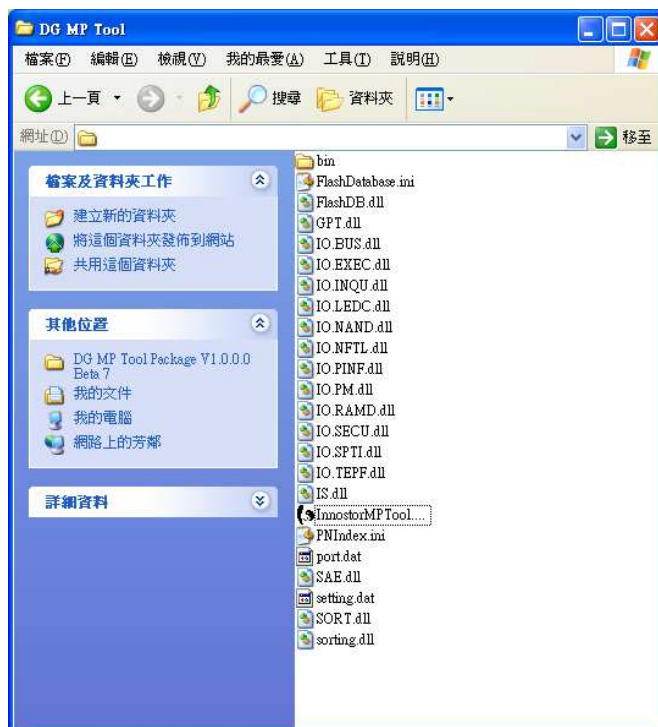 DG MP Tool
檔案(F) 編輯(E) 檢視(V) 我的最愛(A) 工具(T) 說明(H)
上一頁 搜尋 資料夾
網址(D) 移至
檔案及資料夾工作
建立新的資料夾
將這個資料夾發佈到網站
共用這個資料夾
其他位置
DG MP Tool Package V1.0.0.0
Beta 7
我的文件
我的電腦
網路上的芳鄰
詳細資料
bin
FlashDatabase.ini
FlashDB.dll
GPT.dll
IO.BUS.dll
IO.EXEC.dll
IO.INQU.dll
IO.LEDC.dll
IO.NAND.dll
IO.NFTL.dll
IO.PINF.dll
IO.PM.dll
IO.RAMD.dll
IO.SECU.dll
IO.SPTI.dll
IO.TEPF.dll
IS.dll
InnostorMPTool....
PNIndex.ini
port.dat
SAE.dll
setting.dat
SORT.dll
sorting.dll